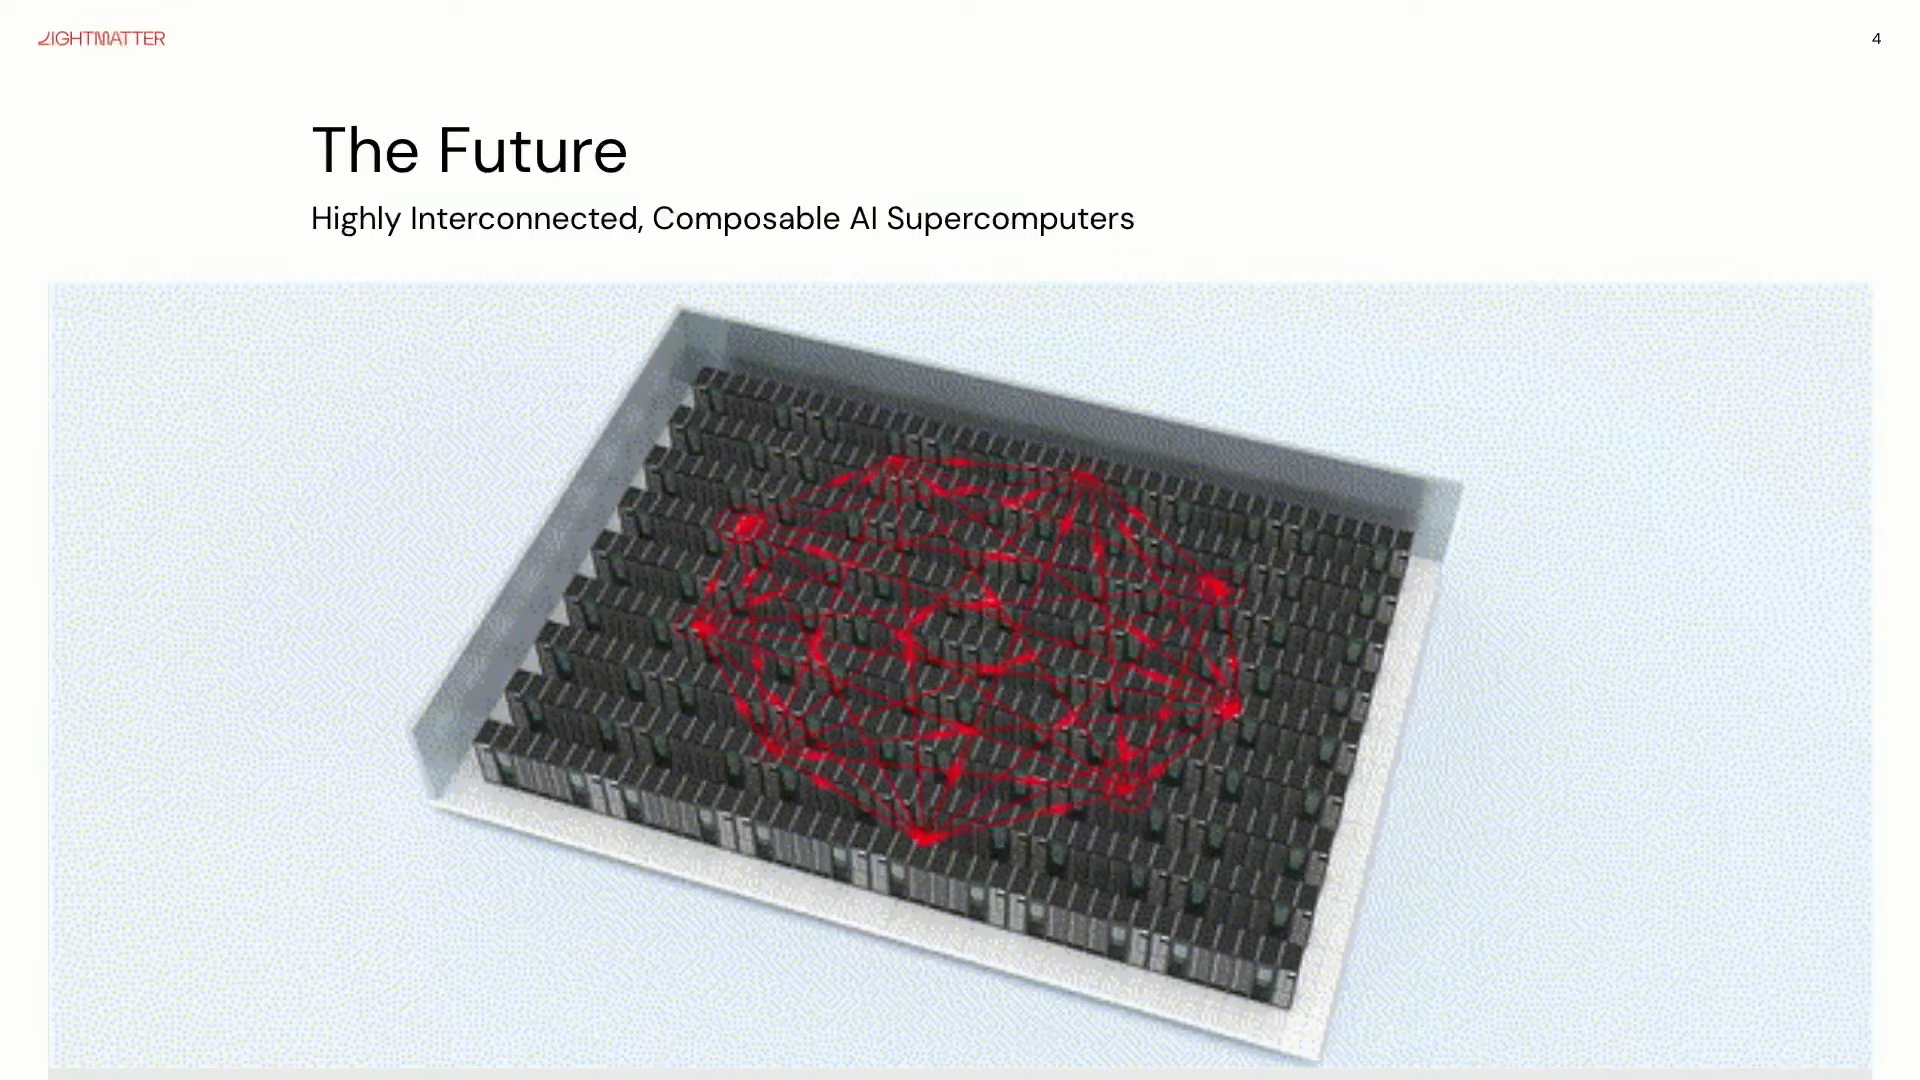 LIGHTMATTER
4
The Future
Highly Interconnected, Composable AI Supercomputers